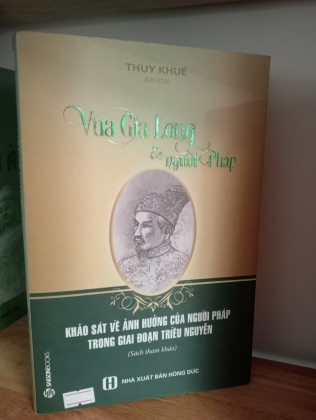 THỤY KHUÊ
VUA GIA LONG
& NGƯỜI PHÁP
KHẢO SÁT VỀ ẢNH HƯỞNG CỦA NGƯỜI PHÁP
TRONG GIAI ĐOẠN TRIỀU NGUYỄN
(Sách tham khảo)
NHÀ XUẤT BẢN HỒNG ĐỨC
SAIGONBOOKS